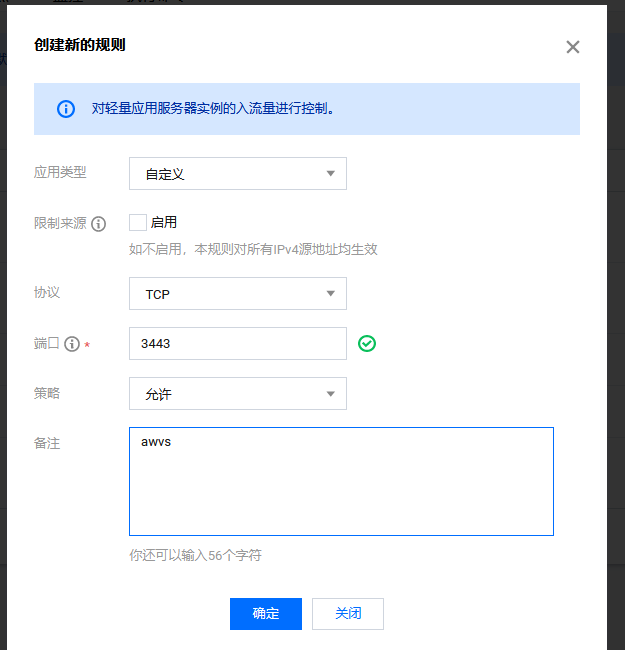 创建新的规则
对轻量应用服务器实例的入流量进行控制。
应用类型 自定义
限制来源 启用
如不启用，本规则对所有IPv4源地址均生效
协议 TCP
端口 * 3443
策略 允许
备注 awvs
你还可以输入56个字符
确定 关闭